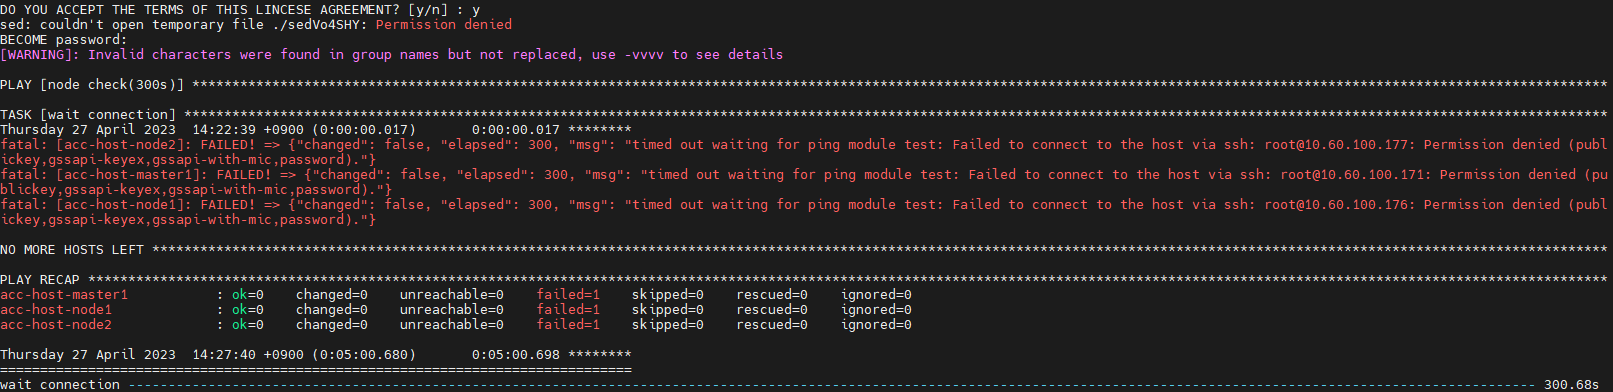 DO YOU ACCEPT THE TERMS OF THIS LINCESE AGREEMENT? [y/n] : y
sed: couldn't open temporary file ./sedVo4SHY: Permission denied
BECOME password:
[WARNING]: Invalid characters were found in group names but not replaced, use -vvvv to see details
PLAY [node check(300s)] ********************************************************************************************************************************************************************************
TASK [wait connection] *********************************************************************************************************************************************************************************
Thursday 27 April 2023  14:22:39 +0900 (0:00:00.017)       0:00:00.017 ********
fatal: [acc-host-node2]: FAILED! => {"changed": false, "elapsed": 300, "msg": "timed out waiting for ping module test: Failed to connect to the host via ssh: root@10.60.100.177: Permission denied (publ
ickey,gssapi-keyex,gssapi-with-mic,password)."}
fatal: [acc-host-master1]: FAILED! => {"changed": false, "elapsed": 300, "msg": "timed out waiting for ping module test: Failed to connect to the host via ssh: root@10.60.100.171: Permission denied (pu
blickey,gssapi-keyex,gssapi-with-mic,password)."}
fatal: [acc-host-node1]: FAILED! => {"changed": false, "elapsed": 300, "msg": "timed out waiting for ping module test: Failed to connect to the host via ssh: root@10.60.100.176: Permission denied (publ
ickey,gssapi-keyex,gssapi-with-mic,password)."}
NO MORE HOSTS LEFT *************************************************************************************************************************************************************************************
PLAY RECAP *********************************************************************************************************************************************************************************************
acc-host-master1           : ok=0    changed=0    unreachable=0    failed=1    skipped=0    rescued=0    ignored=0
acc-host-node1             : ok=0    changed=0    unreachable=0    failed=1    skipped=0    rescued=0    ignored=0
acc-host-node2             : ok=0    changed=0    unreachable=0    failed=1    skipped=0    rescued=0    ignored=0
Thursday 27 April 2023  14:27:40 +0900 (0:05:00.680)       0:05:00.698 ********
===============================================================================
wait connection -------------------------------------------------------------------------------------------------------------------------------------------------------------------------------- 300.68s